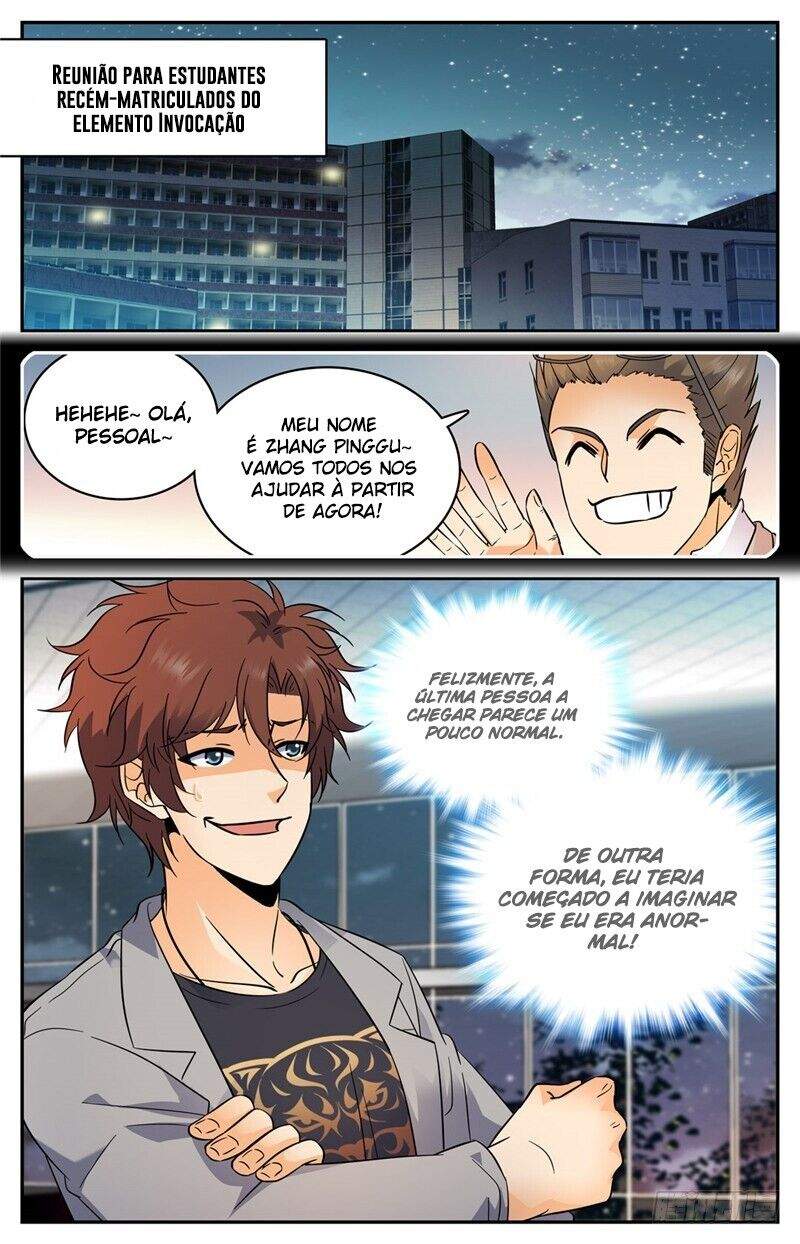 Reunião para estudantes
recém-matriculados do
elemento Invocação
HEHEHE~ OLÁ,
PESSOAL~
MEU NOME
É ZHANG PINGGU~
VAMOS TODOS NOS
AJUDAR À PARTIR
DE AGORA!
FELIZMENTE, A
ÚLTIMA PESSOA A
CHEGAR PARECE UM
POUCO NORMAL.
DE OUTRA
FORMA, EU TERIA
COMEÇADO A IMAGINAR
SE EU ERA ANOR-
MAL!